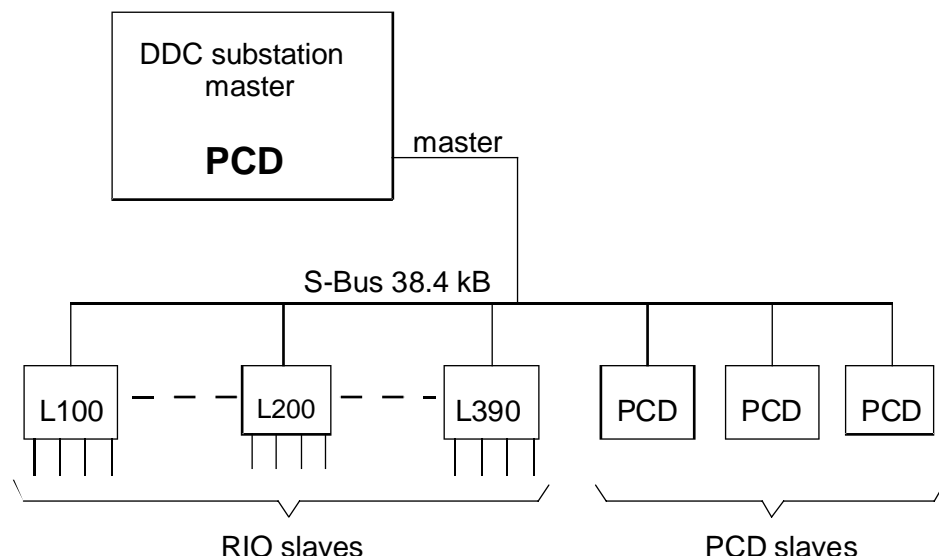 DDC substation
master
PCD
master
S-Bus 38.4 kB
L100
L200
L390
PCD
PCD
PCD
RIO slaves
PCD slaves